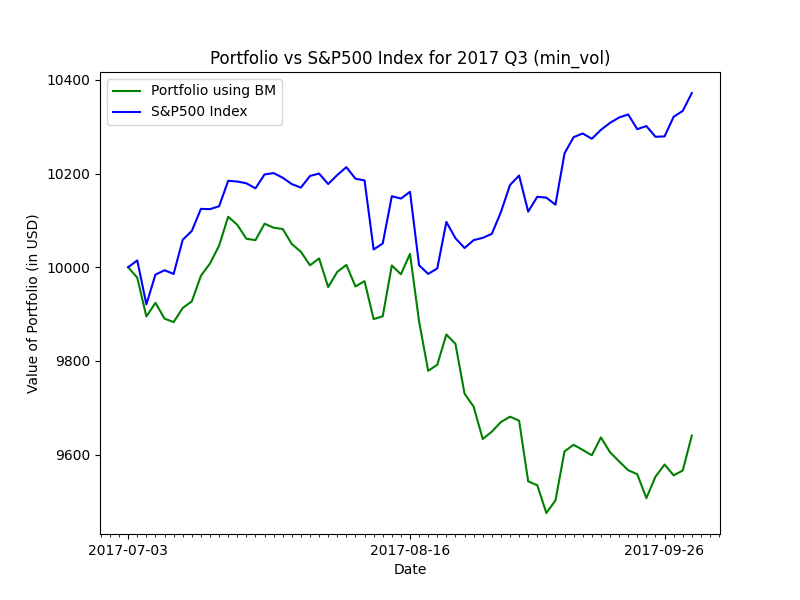 Portfolio vs S&P500 Index for 2017 Q3 (min_vol)
Portfolio using BM
S&P500 Index
10400
10200
10000
9800
9600
Value of Portfolio (in USD)
2017-07-03 2017-08-16 2017-09-26
Date